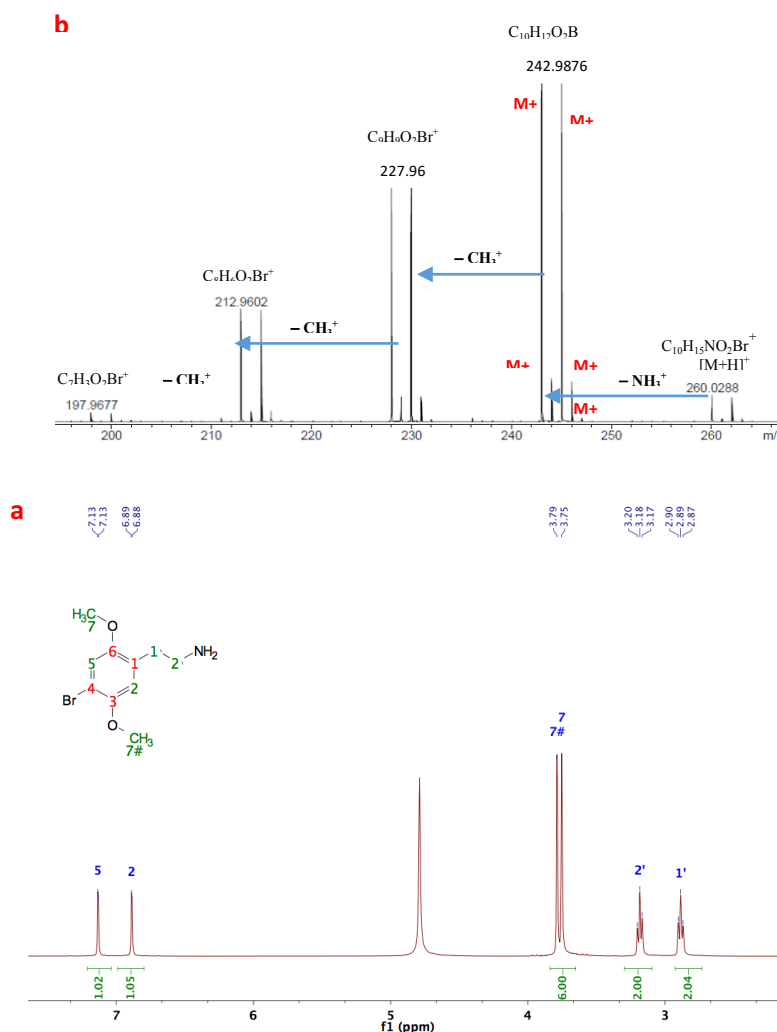 b
C10H12O2B
242.9876
M+
M+
C9H9O2Br+
227.96
– CH3+
C8H6O2Br+
212.9602
– CH3+
C10H15NO2Br+
[M+H]+
M+
M+
– NH3+
C7H3O2Br+
– CH3+
260.0288
197.9677
M+
200
210
220
230
240
250
260
m/
a
7.13
7.13
6.89
6.88
3.79
3.75
3.20
3.18
3.17
2.90
2.89
2.87
H3C
7
O
6
1'
NH2
5
1
2'
4
2
Br
3
O
CH3
7#
7
7#
5
2
2'
1'
1.02
1.05
6.00
2.00
2.04
7
6
5
4
3
f1 (ppm)